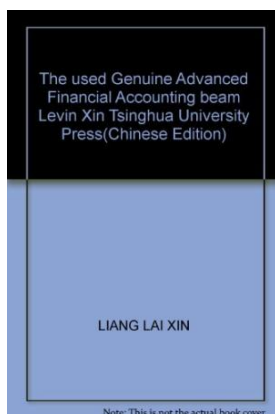 The used Genuine Advanced
Financial Accounting beam
Levin Xin Tsinghua University
Press(Chinese Edition)
LIANG LAI XIN
Note: This is not the actual book cover